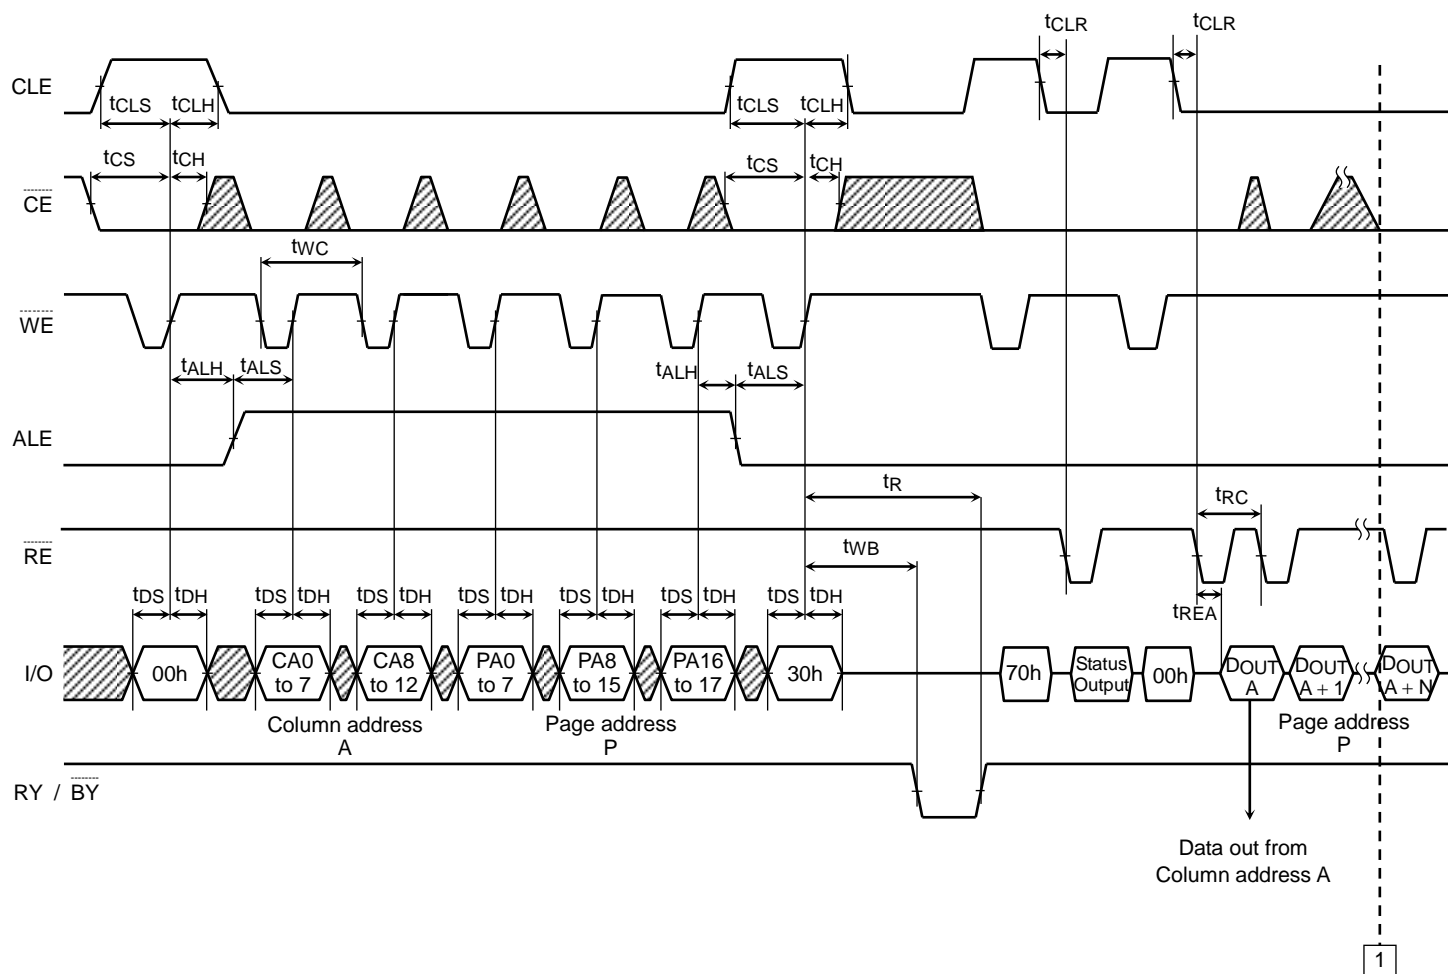 tCLR tCLR
CLE
tCLS tCLH tCLS tCLH
tCS tCH tCS tCH
CE
tWC
WE
tALH tALS tALH tALS
ALE
tR
tRC
RE
tWB
tDS tDH tDS tDH tDS tDH tDS tDH tDS tDH tDS tDH tDS tDH
tREA
I/O
00h
CA0
to 7
CA8
to 12
PA0
to 7
PA8
to 15
PA16
to 17
30h
70h
Status
Output
00h
DOUT
A
DOUT
A + 1
DOUT
A + N
Column address
A
Page address
P
Page address
P
RY / BY
Data out from
Column address A
1